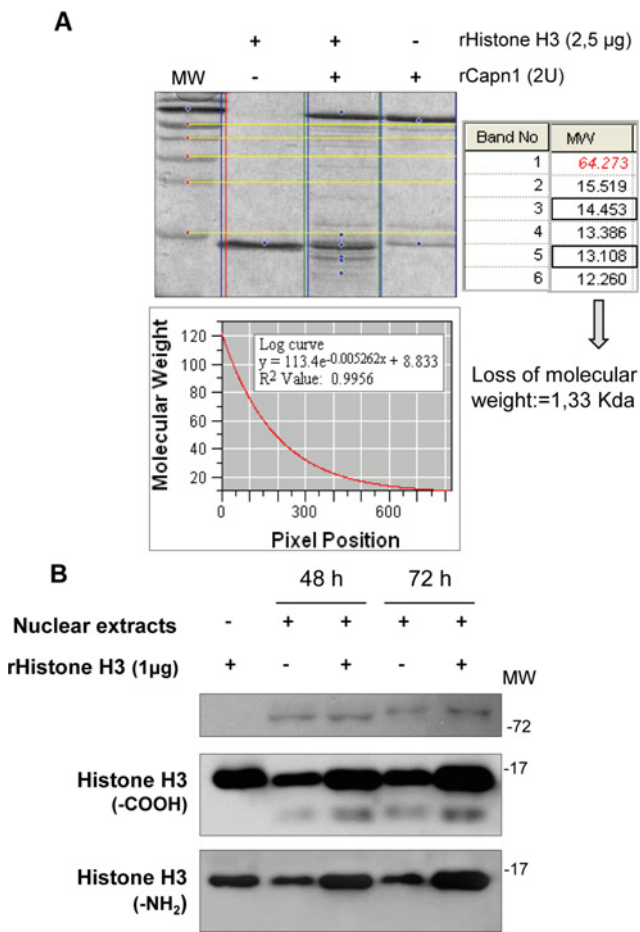 A
+ + - rHistone H3 (2,5 µg)
MW - + + rCapn1 (2U)
Band No MW
1 64.273
2 15.519
3 14.453
4 13.386
5 13.108
6 12.260
Loss of molecular
weight:=1,33 Kda
Log curve
y = 113.4e-0.005262x + 8.833
R2 Value: 0.9956
Molecular Weight
120
100
80
60
40
20
0 300 600
Pixel Position
B
48 h 72 h
Nuclear extracts - + + + +
rHistone H3 (1µg) + - + - +
MW
-72
-17
Histone H3
(-COOH)
-17
Histone H3
(-NH2)